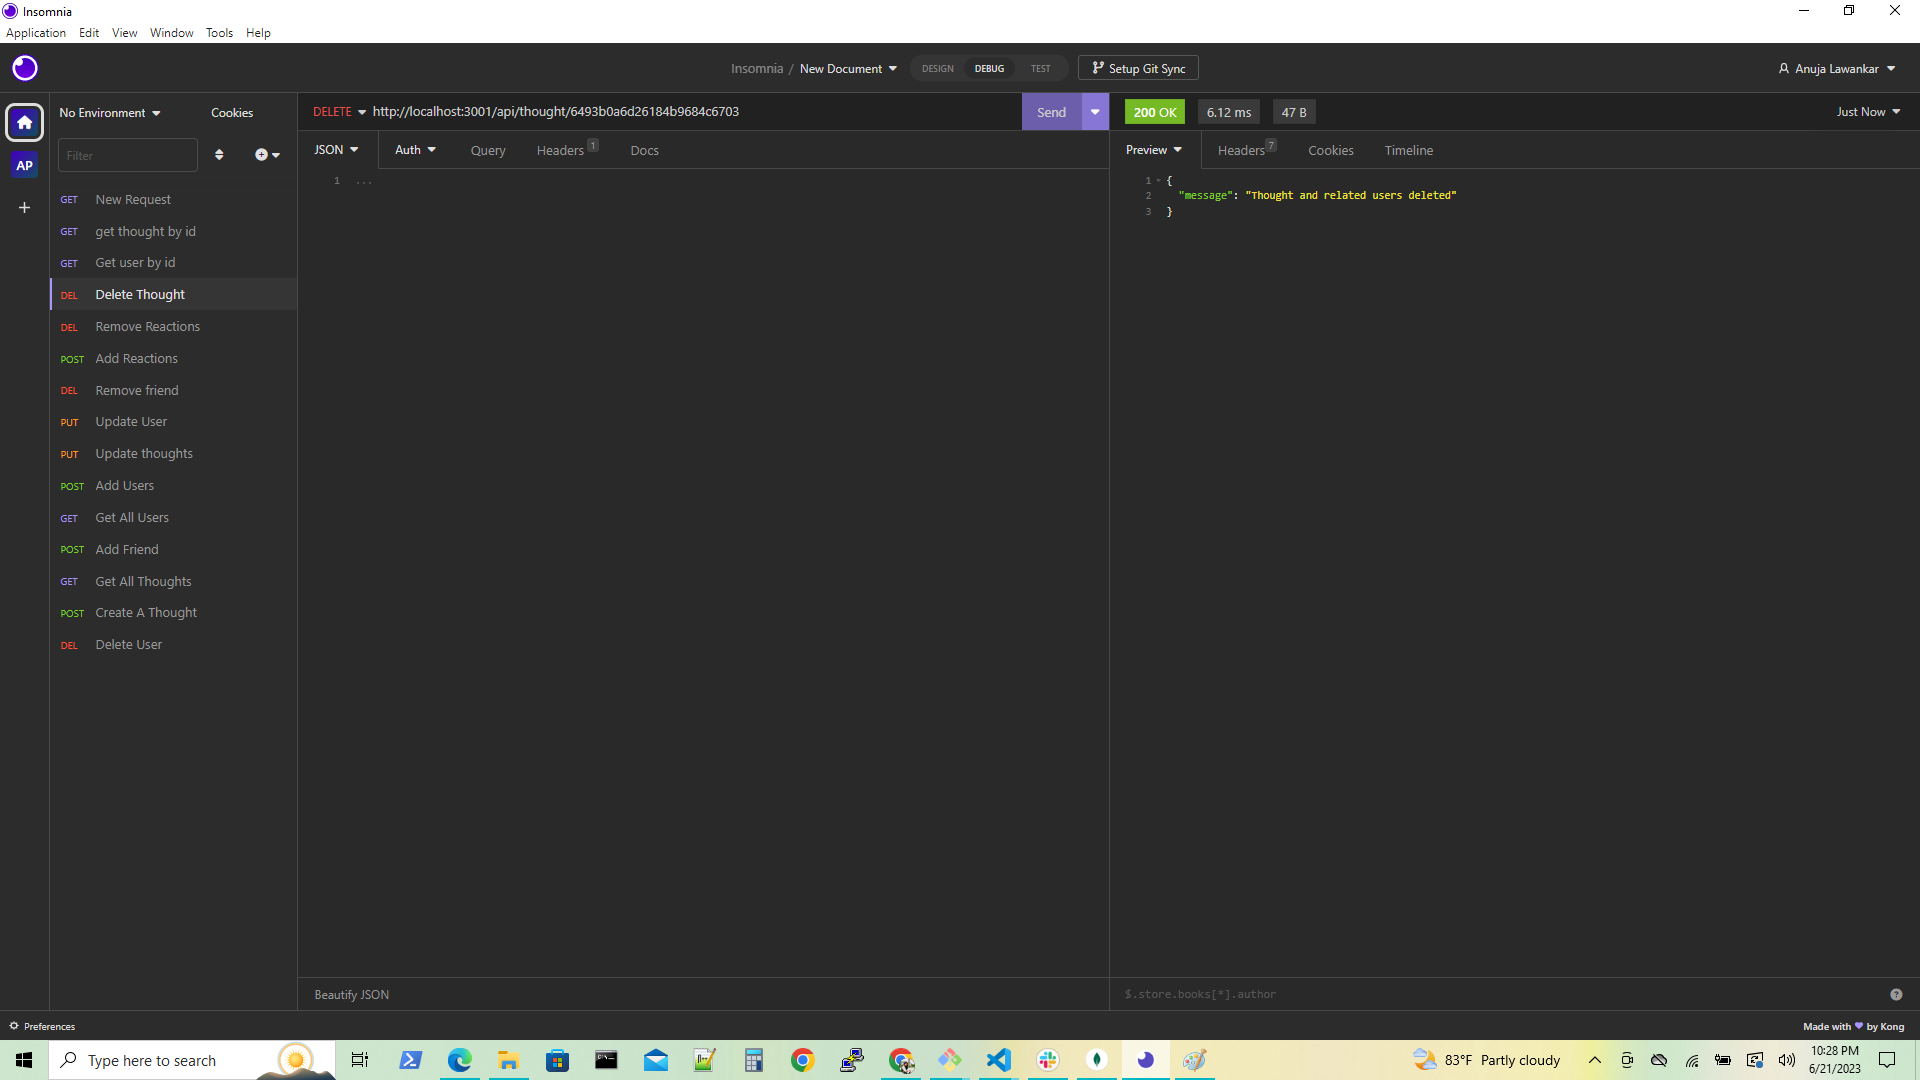 Insomnia
Application Edit View Window Tools Help
Insomnia / New Document DESIGN DEBUG TEST Setup Git Sync Anuja Lawankar
No Environment Cookies
DELETE http://localhost:3001/api/thought/6493b0a6d26184b9684c6703 Send
200 OK 6.12 ms 47 B Just Now
Filter
JSON Auth Query Headers 1 Docs
Preview Headers 7 Cookies Timeline
AP
1 ...
1 {
2 "message": "Thought and related users deleted"
3 }
GET New Request
GET get thought by id
GET Get user by id
DEL Delete Thought
DEL Remove Reactions
POST Add Reactions
DEL Remove friend
PUT Update User
PUT Update thoughts
POST Add Users
GET Get All Users
POST Add Friend
GET Get All Thoughts
POST Create A Thought
DEL Delete User
Beautify JSON
$.store.books[*].author
Preferences
Made with by Kong
Type here to search
83°F Partly cloudy
10:28 PM
6/21/2023